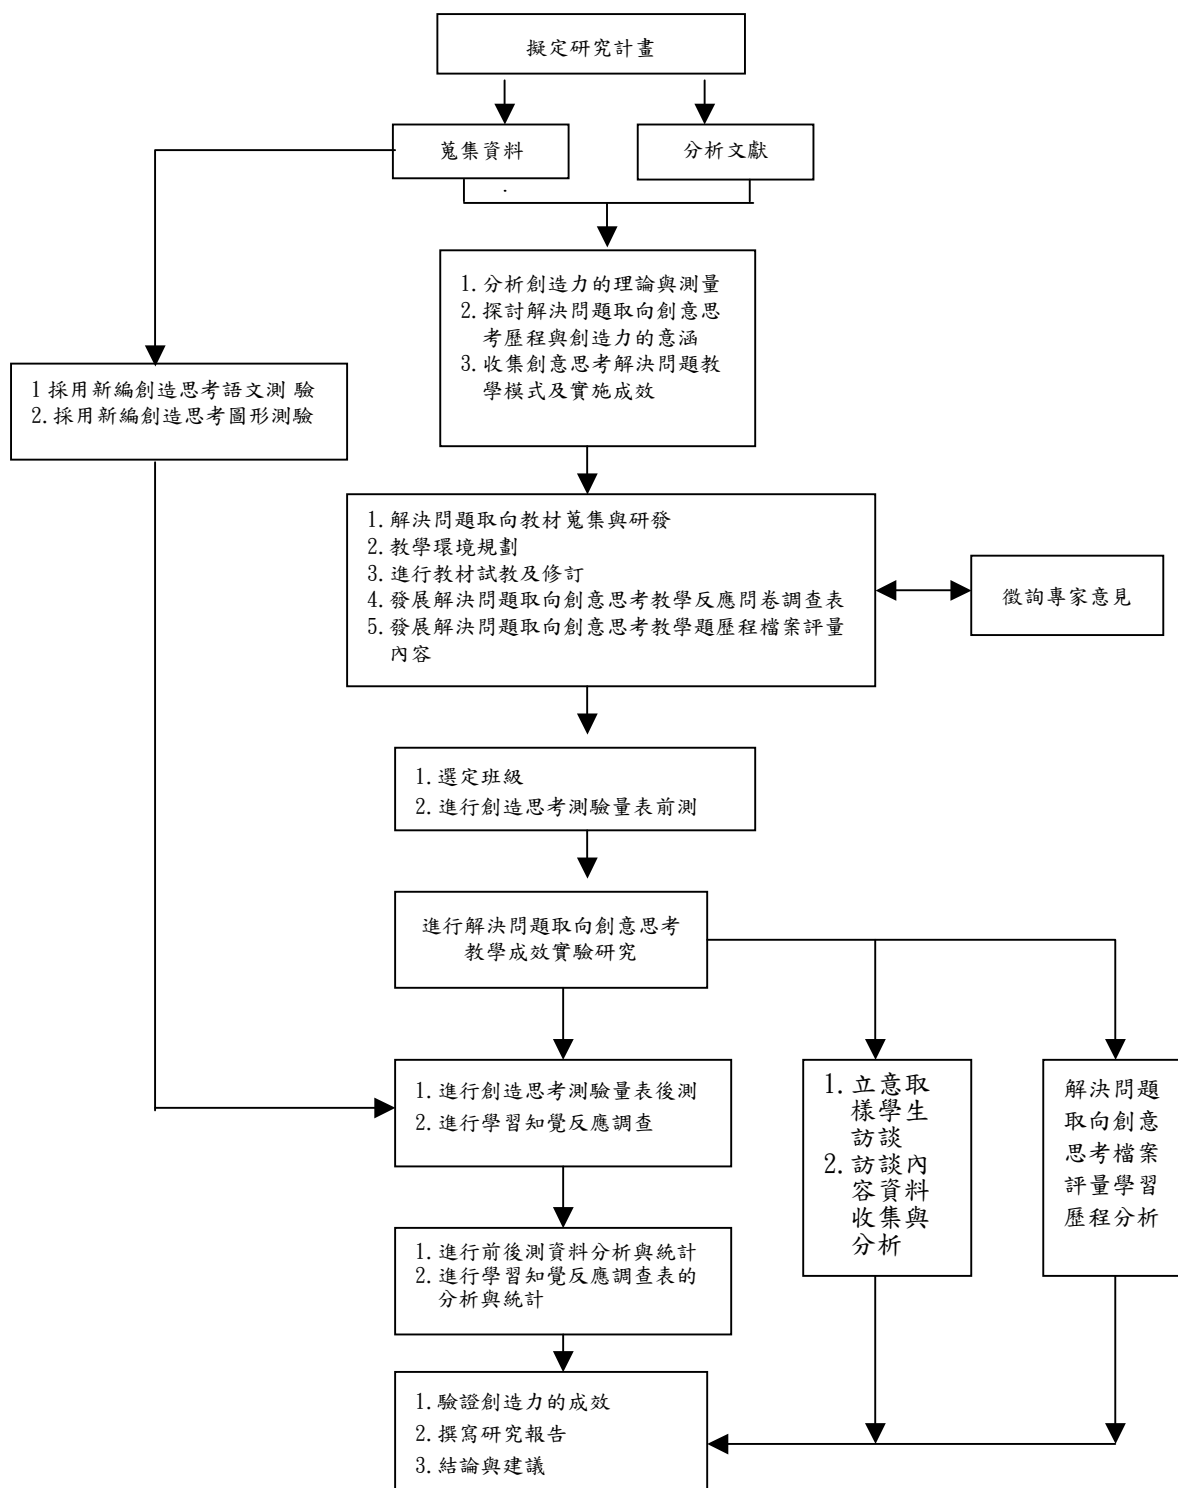 擬定研究計畫
蒐集資料
分析文獻
1.分析創造力的理論與測量
2.探討解決問題取向創意思
考歷程與創造力的意涵
3.收集創意思考解決問題教
學模式及實施成效
1採用新編創造思考語文測 驗
2.採用新編創造思考圖形測驗
1.解決問題取向教材蒐集與研發
2.教學環境規劃
3.進行教材試教及修訂
4.發展解決問題取向創意思考教學反應問卷調查表
5.發展解決問題取向創意思考教學題歷程檔案評量
內容
徵詢專家意見
1.選定班級
2.進行創造思考測驗量表前測
進行解決問題取向創意思考
教學成效實驗研究
1.進行創造思考測驗量表後測
2.進行學習知覺反應調查
1.立意取
樣學生
訪談
2.訪談內
容資料
收集與
分析
解決問題
取向創意
思考檔案
評量學習
歷程分析
1.進行前後測資料分析與統計
2.進行學習知覺反應調查表的
分析與統計
1.驗證創造力的成效
2.撰寫研究報告
3.結論與建議